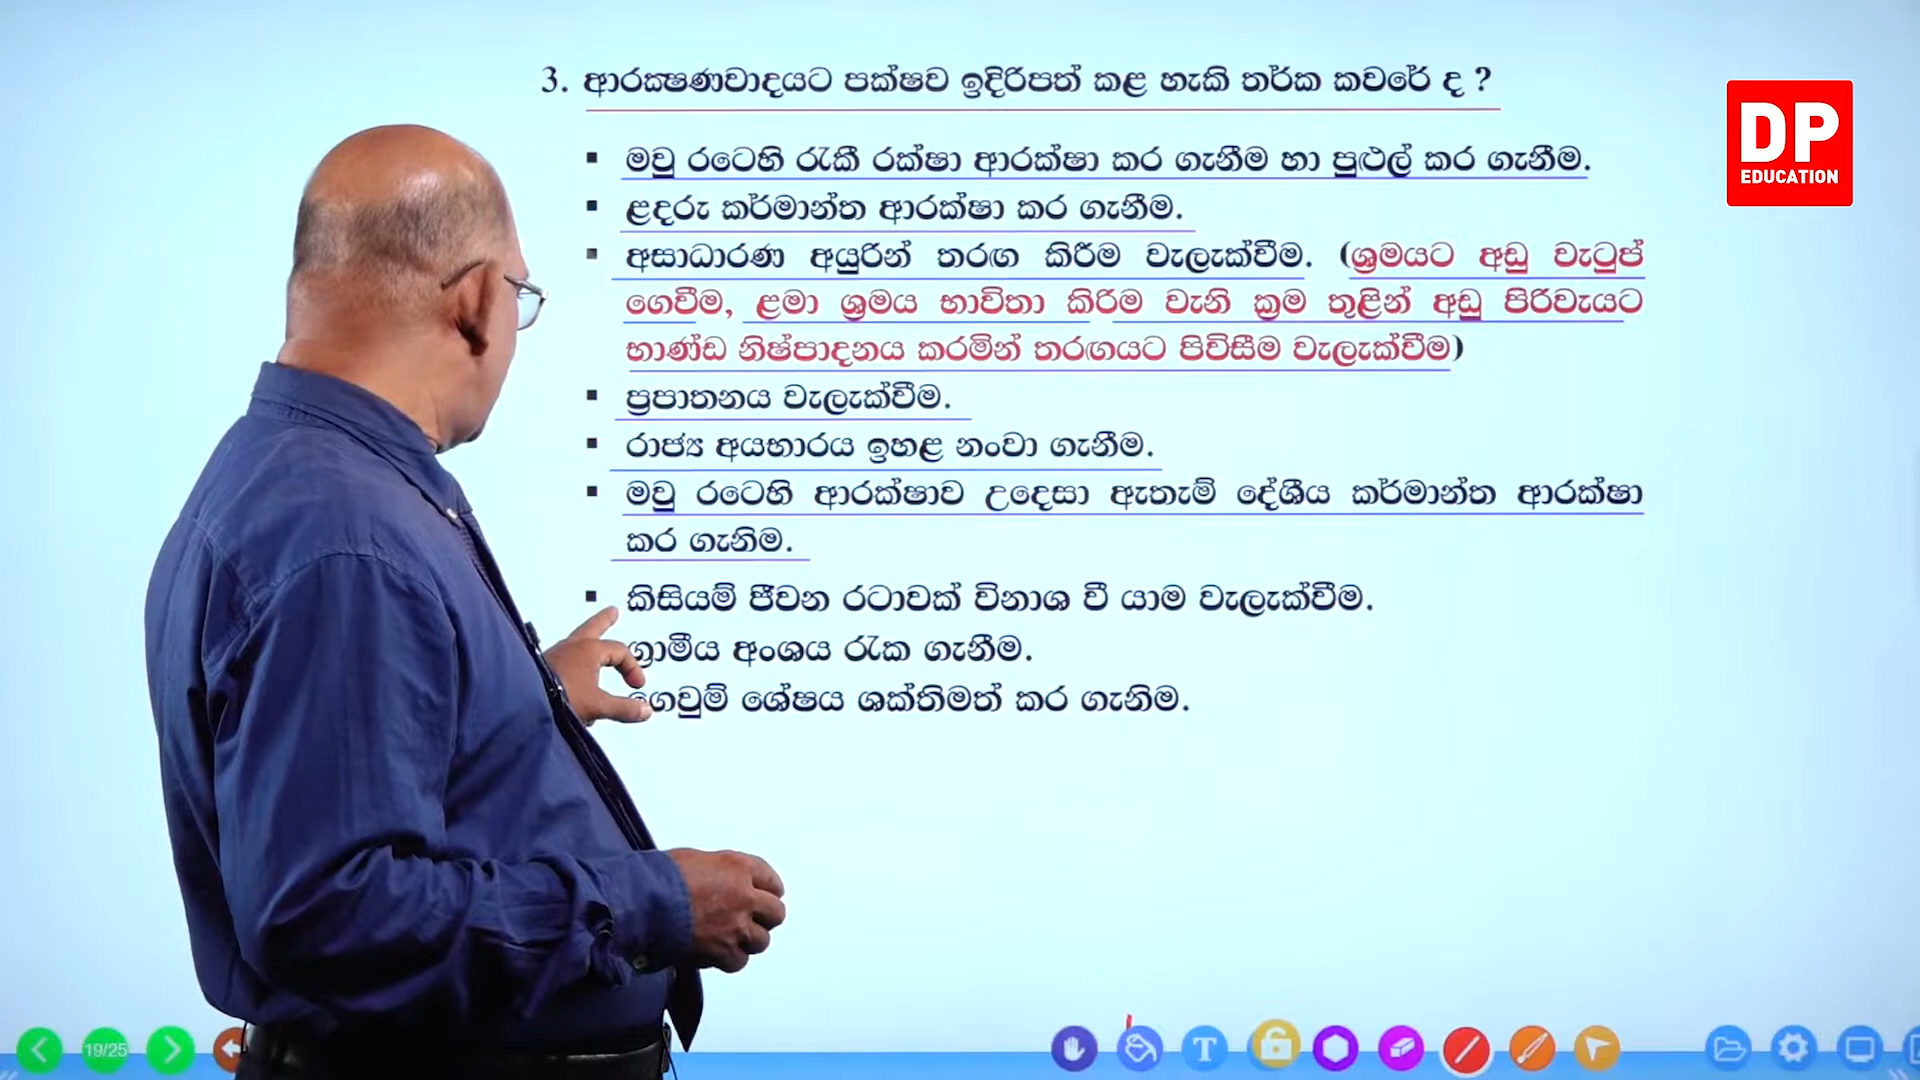 3. ආරක්‍ෂණවාදයට පක්ෂව ඉදිරිපත් කළ හැකි තර්ක කවරේ ද ?
DP
EDUCATION
▪ මවු රටෙහි රැකී රක්ෂා ආරක්ෂා කර ගැනීම හා පුළුල් කර ගැනීම.
▪ ළදරු කර්මාන්ත ආරක්ෂා කර ගැනීම.
▪ අසාධාරණ අයුරින් තරඟ කිරීම වැලැක්වීම. (ශ්‍රමයට අඩු වැටුප්
ගෙවීම, ළමා ශ්‍රමය භාවිතා කිරිම වැනි ක්‍රම තුළින් අඩු පිරිවැයට
භාණ්ඩ නිෂ්පාදනය කරමින් තරඟයට පිවිසීම වැලැක්වීම)
▪ ප්‍රපාතනය වැලැක්වීම.
▪ රාජ්‍ය අයභාරය ඉහළ නංවා ගැනීම.
▪ මවු රටෙහි ආරක්ෂාව උදෙසා ඇතැම් දේශීය කර්මාන්ත ආරක්ෂා
කර ගැනිම.
▪ කිසියම් ජීවන රටාවක් විනාශ වී යාම වැලැක්වීම.
ග්‍රාමීය අංශය රැක ගැනීම.
ගෙවුම් ශේෂය ශක්තිමත් කර ගැනිම.
19/25
T